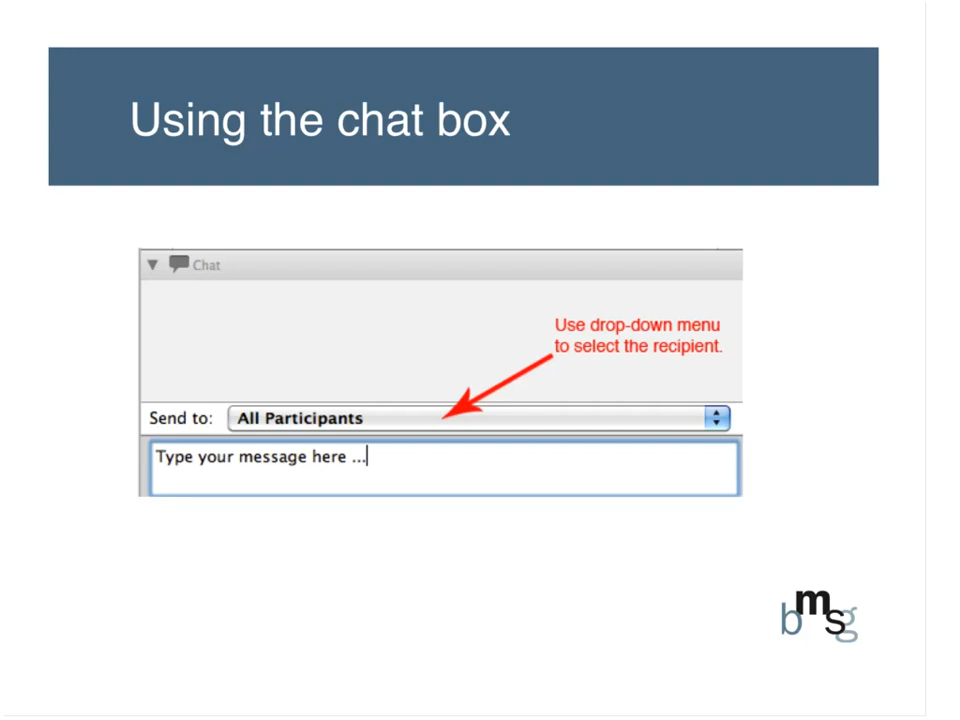 Using the chat box
Chat
Use drop-down menu
to select the recipient.
Send to: All Participants
Type your message here ...
bmsg